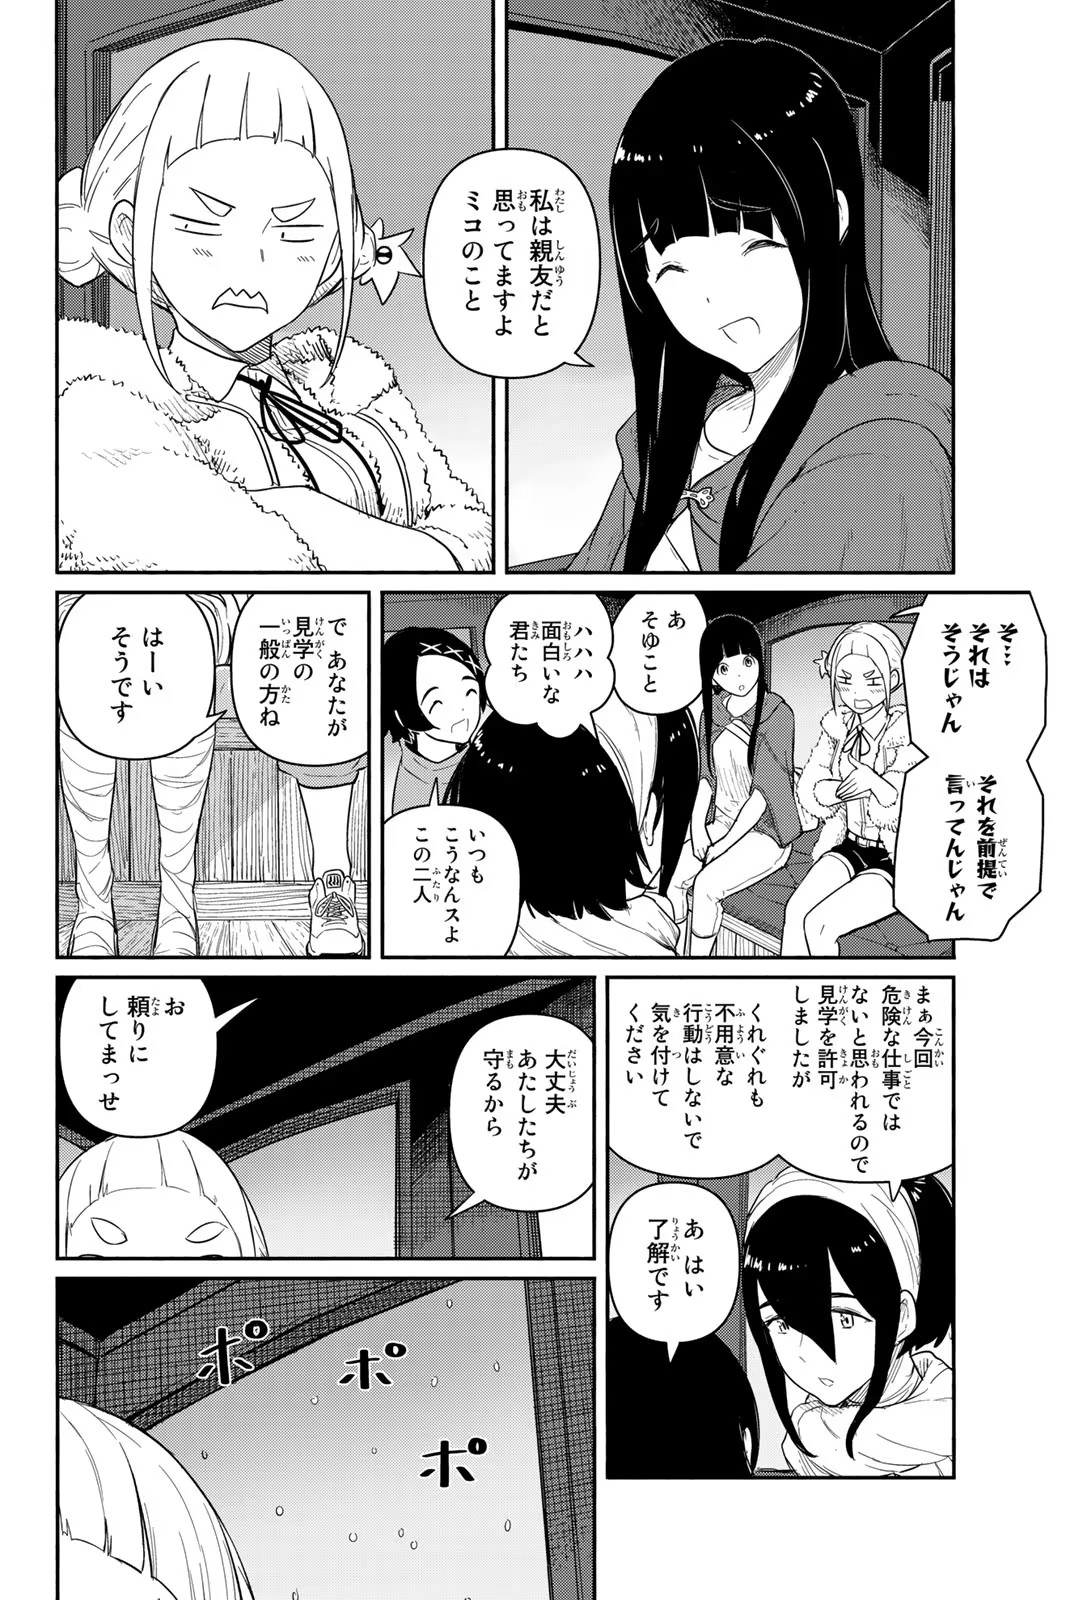 私は親友だと
思ってますよ
ミコのこと
そ…
それは
そうじゃん
それを前提で
言ってんじゃん
あ
そゆこと
ハハハ
面白いな
君たち
いつも
こうなんスよ
この二人
で あなたが
見学の
一般の方ね
はーい
そうです
まぁ今回
危険な仕事では
ないと思われるので
見学を許可
しましたが
くれぐれも
不用意な
行動はしないで
気を付けて
ください
あ はい
了解です
大丈夫
あたしたちが
守るから
お
頼りに
してまっせ
ポ
ポ
ポ